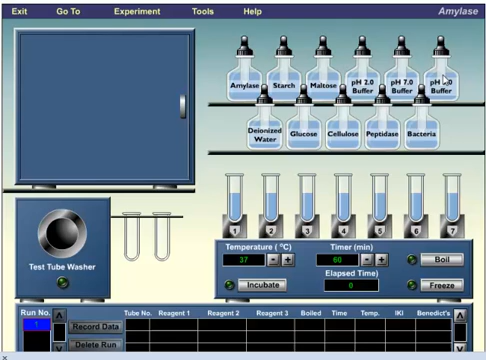 Exit Go To Experiment Tools Help Amylase
Amylase Starch Maltose pH 2.0 Buffer pH 7.0 Buffer Buffer
Deionized Water Glucose Cellulose Peptidase Bacteria
1 2 3 4 5 6 7
Test Tube Washer
Temperature ( °C) Timer (min)
37 - + 60 - + Boil
Elapsed Time)
Incubate 0 Freeze
Run No. Tube No. Reagent 1 Reagent 2 Reagent 3 Boiled Time Temp. IKI Benedict's
1 Record Data
Delete Run